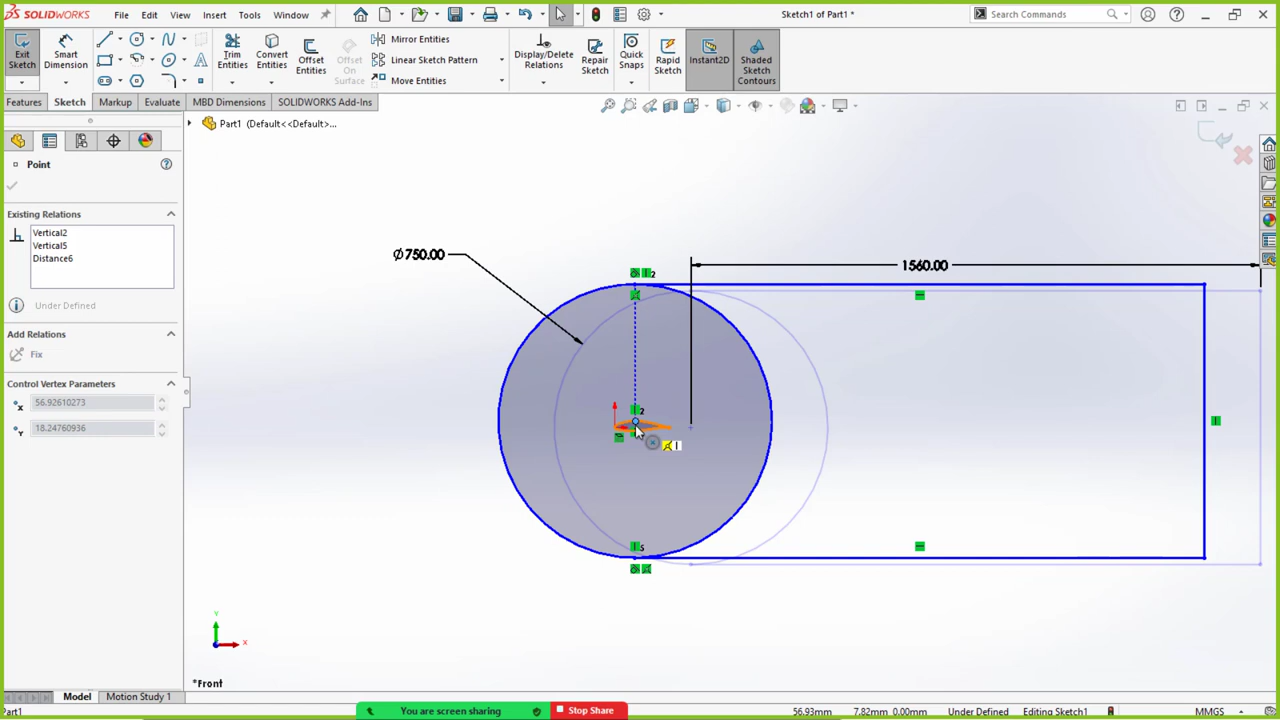 SOLIDWORKS File Edit View Insert Tools Window Sketch1 of Part1 * Search Commands
Exit Sketch
Smart Dimension
Trim Entities
Convert Entities
Offset Entities
Offset On Surface
Mirror Entities
Linear Sketch Pattern
Move Entities
Display/Delete Relations
Repair Sketch
Quick Snaps
Rapid Sketch
Instant2D
Shaded Sketch Contours
Features Sketch Markup Evaluate MBD Dimensions SOLIDWORKS Add-Ins
Part1 (Default<<Default>...
Point
Existing Relations
Vertical2
Vertical5
Distance6
Under Defined
Add Relations
Fix
Control Vertex Parameters
X 56.92610273
Y 18.24760936
Ø750.00
1560.00
2
2
5
Y
X
*Front
Model Motion Study 1
Part1 You are screen sharing Stop Share 56.93mm 7.82mm 0.00mm Under Defined Editing Sketch1 MMGS